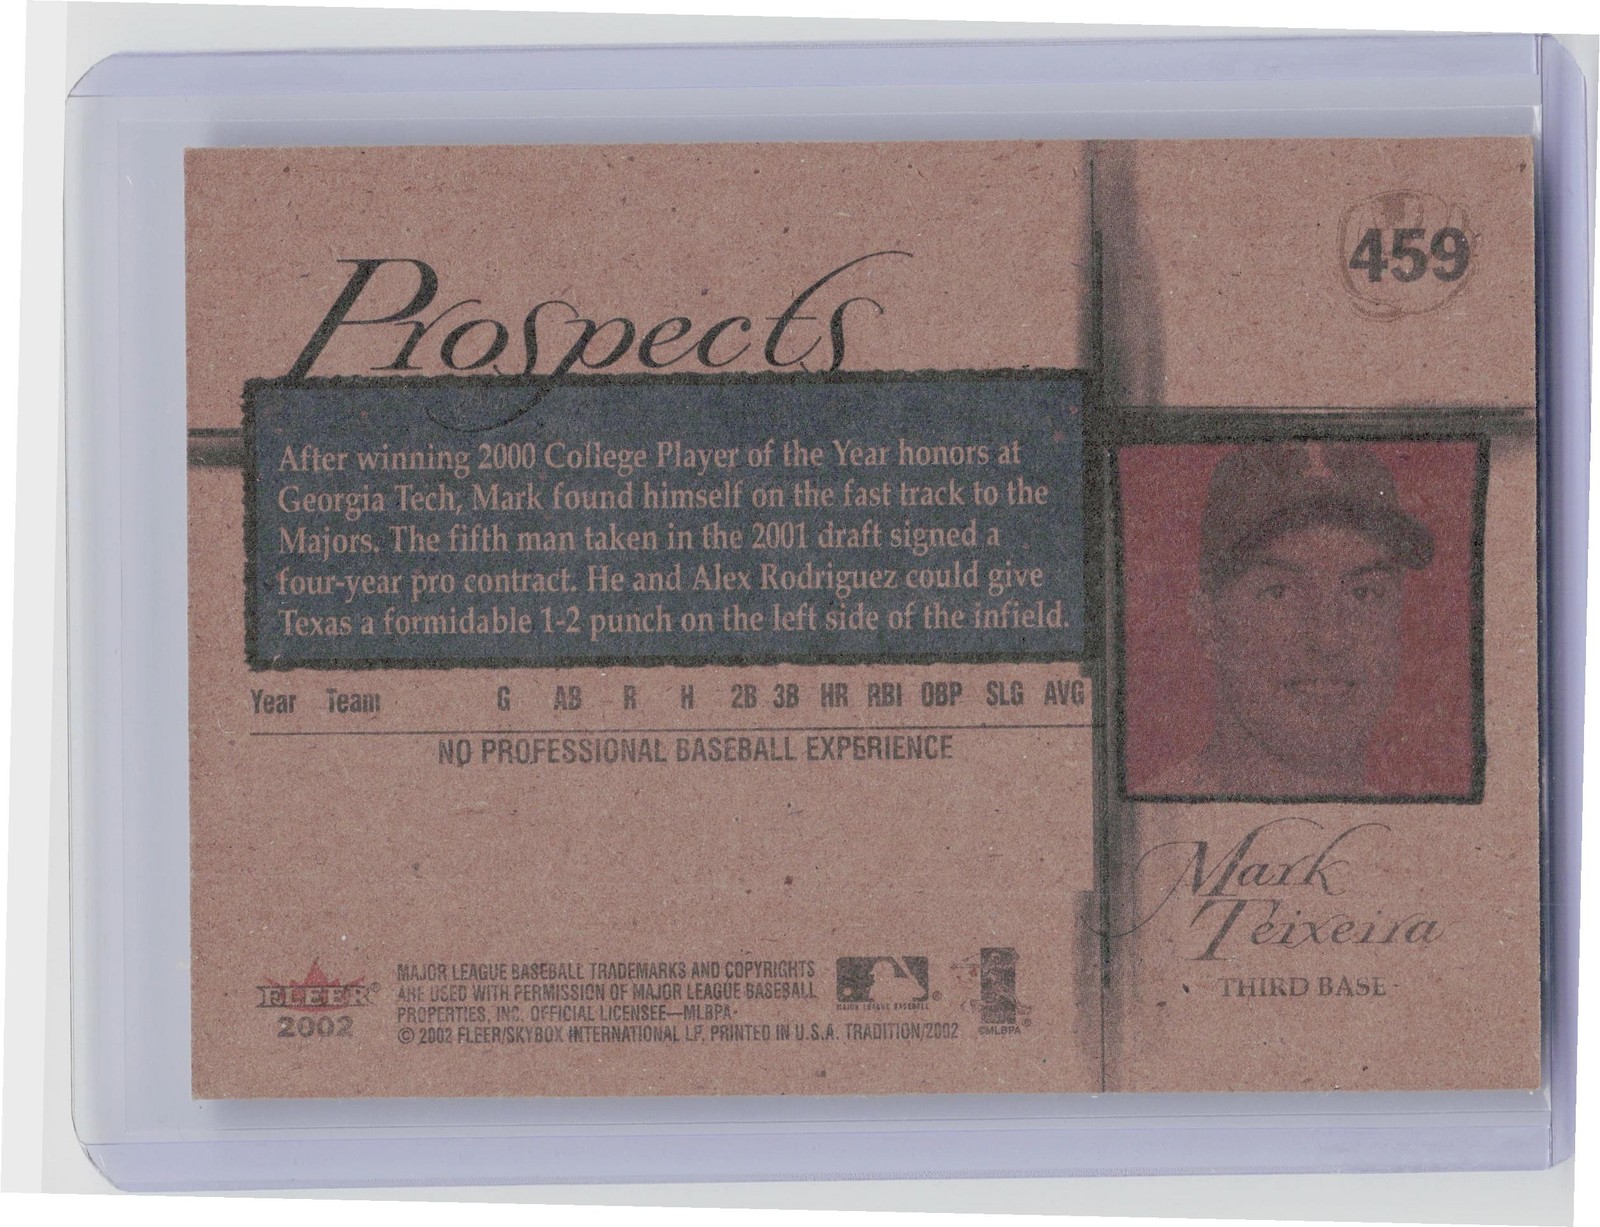 459
Prospects
After winning 2000 College Player of the Year honors at
Georgia Tech, Mark found himself on the fast track to the
Majors. The fifth man taken in the 2001 draft signed a
four-year pro contract. He and Alex Rodriguez could give
Texas a formidable 1-2 punch on the left side of the infield.
Year Team G AB R H 2B 3B HR RBI OBP SLG AVG
NO PROFESSIONAL BASEBALL EXPERIENCE
Mark
Teixeira
THIRD BASE
FLEER®
2002
MAJOR LEAGUE BASEBALL TRADEMARKS AND COPYRIGHTS
ARE USED WITH PERMISSION OF MAJOR LEAGUE BASEBALL
PROPERTIES, INC. OFFICIAL LICENSEE—MLBPA
© 2002 FLEER/SKYBOX INTERNATIONAL LP. PRINTED IN U.S.A. TRADITION/2002
MAJOR LEAGUE BASEBALL
©MLBPA